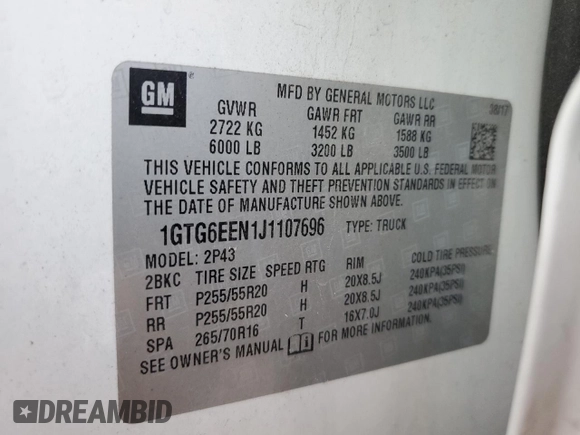 GM
MFD BY GENERAL MOTORS LLC 08/17
GVWR GAWR FRT GAWR RR
2722 KG 1452 KG 1588 KG
6000 LB 3200 LB 3500 LB
THIS VEHICLE CONFORMS TO ALL APPLICABLE U.S. FEDERAL MOTOR
VEHICLE SAFETY AND THEFT PREVENTION STANDARDS IN EFFECT ON
THE DATE OF MANUFACTURE SHOWN ABOVE.
1GTG6EEN1J1107696 TYPE: TRUCK
MODEL: 2P43
2BKC TIRE SIZE SPEED RTG RIM COLD TIRE PRESSURE
FRT P255/55R20 H 20X8.5J 240KPA(35PSI)
RR P255/55R20 H 20X8.5J 240KPA(35PSI)
SPA 265/70R16 T 16X7.0J 240KPA(35PSI)
SEE OWNER'S MANUAL FOR MORE INFORMATION
DREAMBID